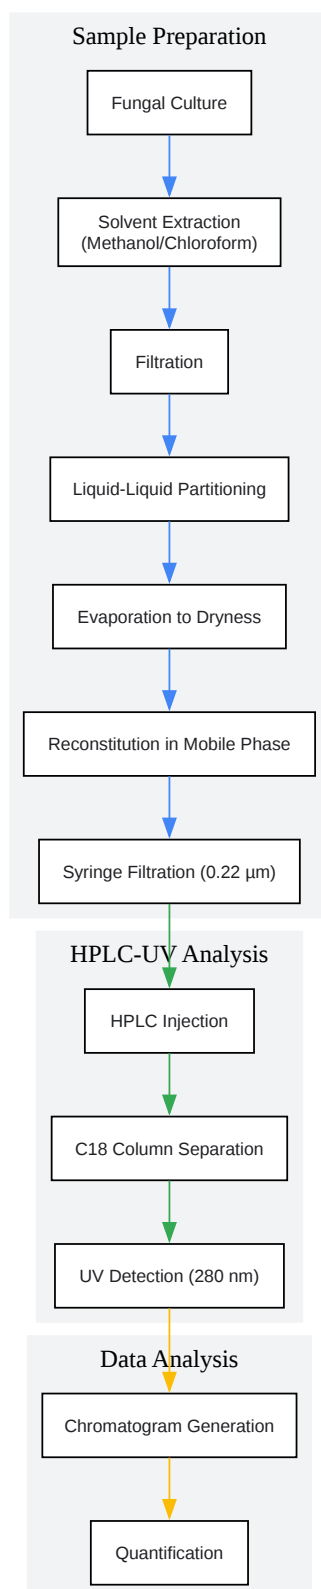 Sample Preparation
Fungal Culture
Solvent Extraction
(Methanol/Chloroform)
Filtration
Liquid-Liquid Partitioning
Evaporation to Dryness
Reconstitution in Mobile Phase
Syringe Filtration (0.22 µm)
HPLC-UV Analysis
HPLC Injection
C18 Column Separation
UV Detection (280 nm)
Data Analysis
Chromatogram Generation
Quantification